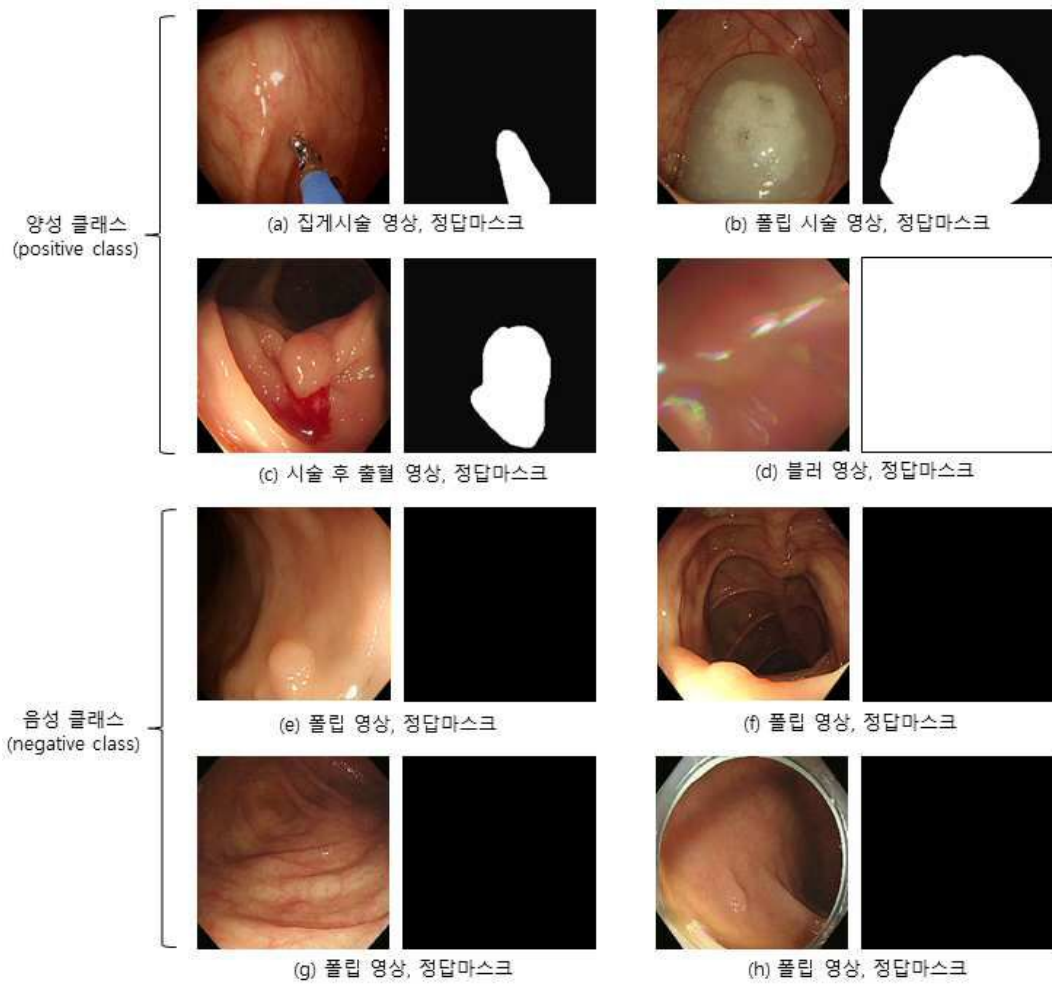 (a) 집게시술 영상, 정답마스크
(b) 폴립 시술 영상, 정답마스크
양성 클래스
(positive class)
(c) 시술 후 출혈 영상, 정답마스크
(d) 블러 영상, 정답마스크
(e) 폴립 영상, 정답마스크
(f) 폴립 영상, 정답마스크
음성 클래스
(negative class)
(g) 폴립 영상, 정답마스크
(h) 폴립 영상, 정답마스크